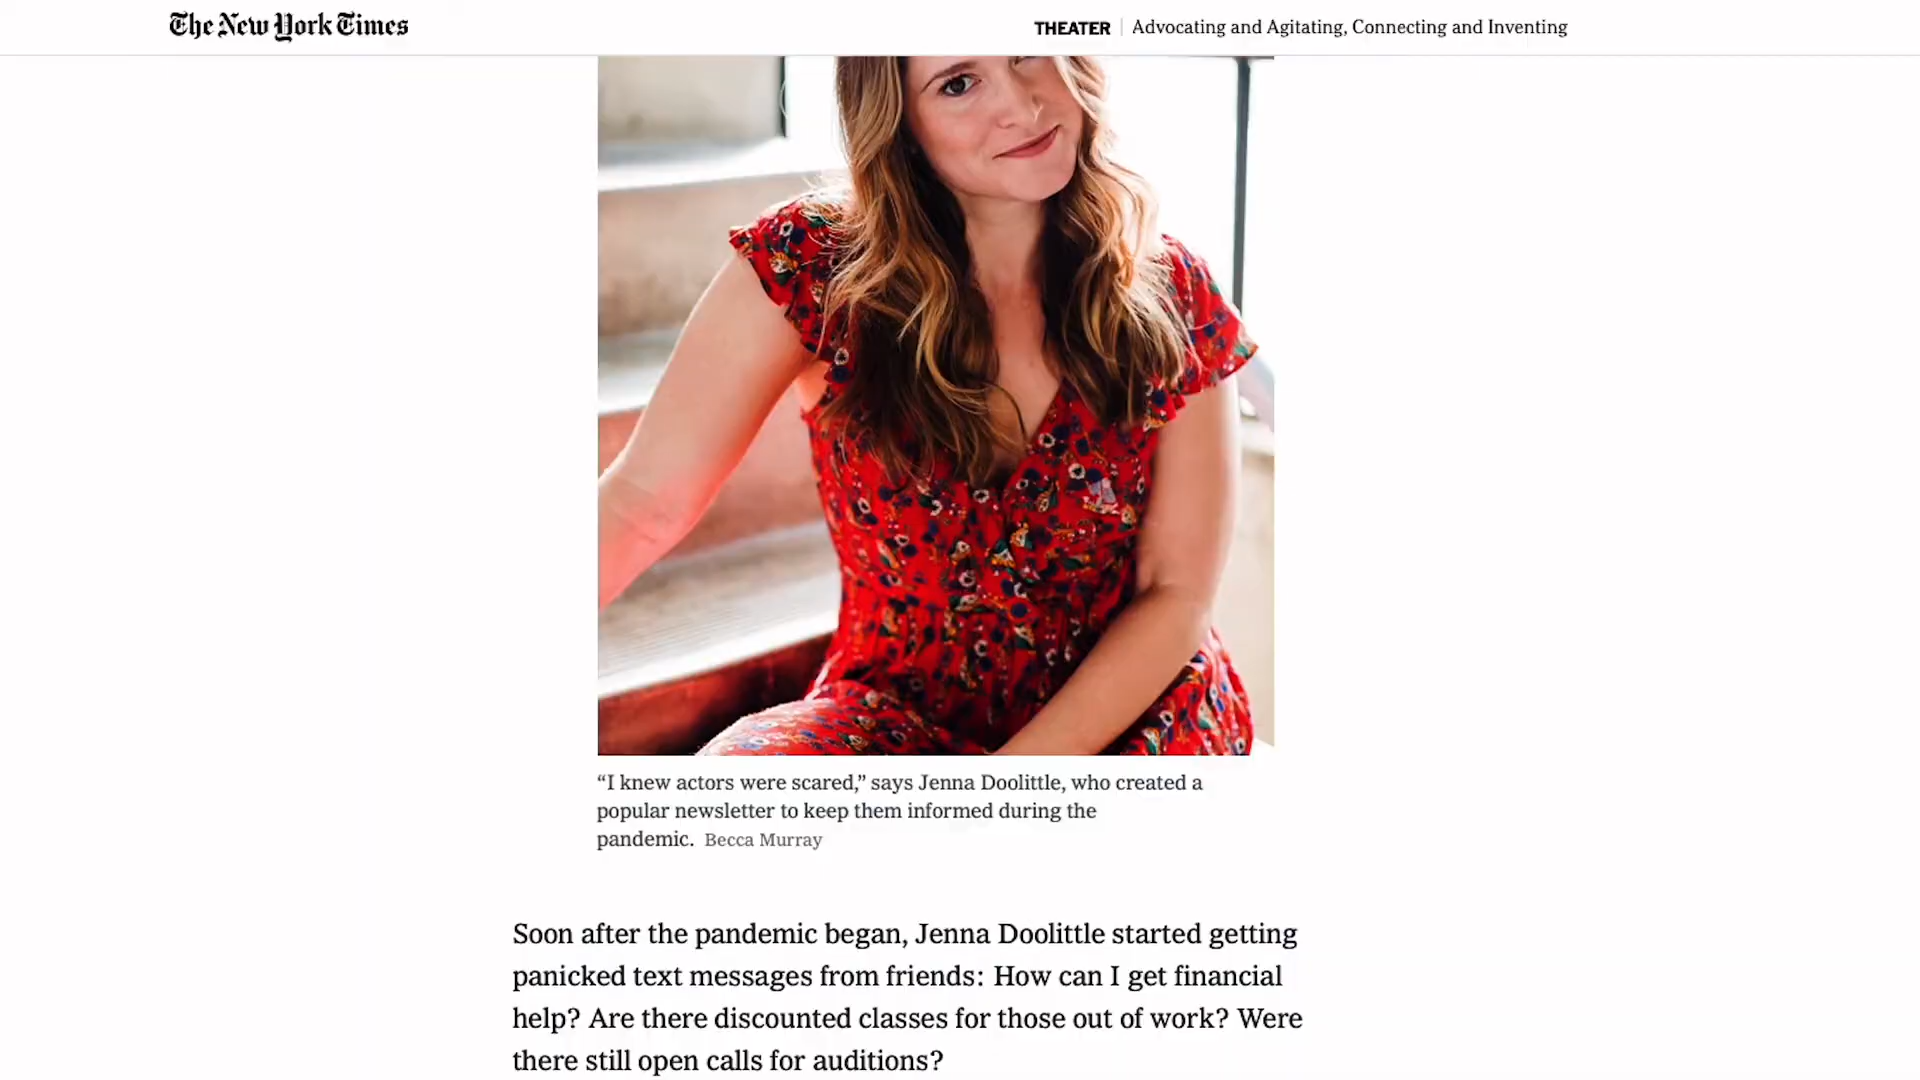 The New York Times
THEATER | Advocating and Agitating, Connecting and Inventing
“I knew actors were scared,” says Jenna Doolittle, who created a
popular newsletter to keep them informed during the
pandemic. Becca Murray
Soon after the pandemic began, Jenna Doolittle started getting
panicked text messages from friends: How can I get financial
help? Are there discounted classes for those out of work? Were
there still open calls for auditions?